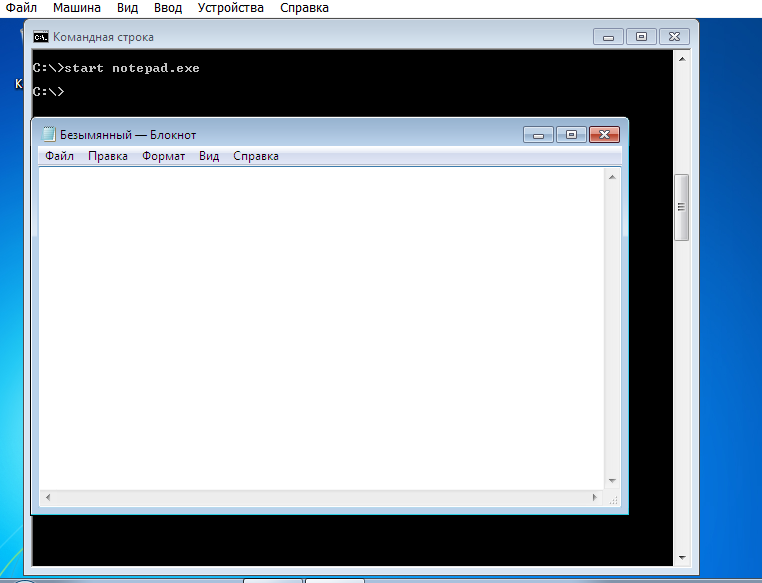 Файл Машина Вид Ввод Устройства Справка
Командная строка
C:\>start notepad.exe
C:\>
К
Безымянный — Блокнот
Файл Правка Формат Вид Справка